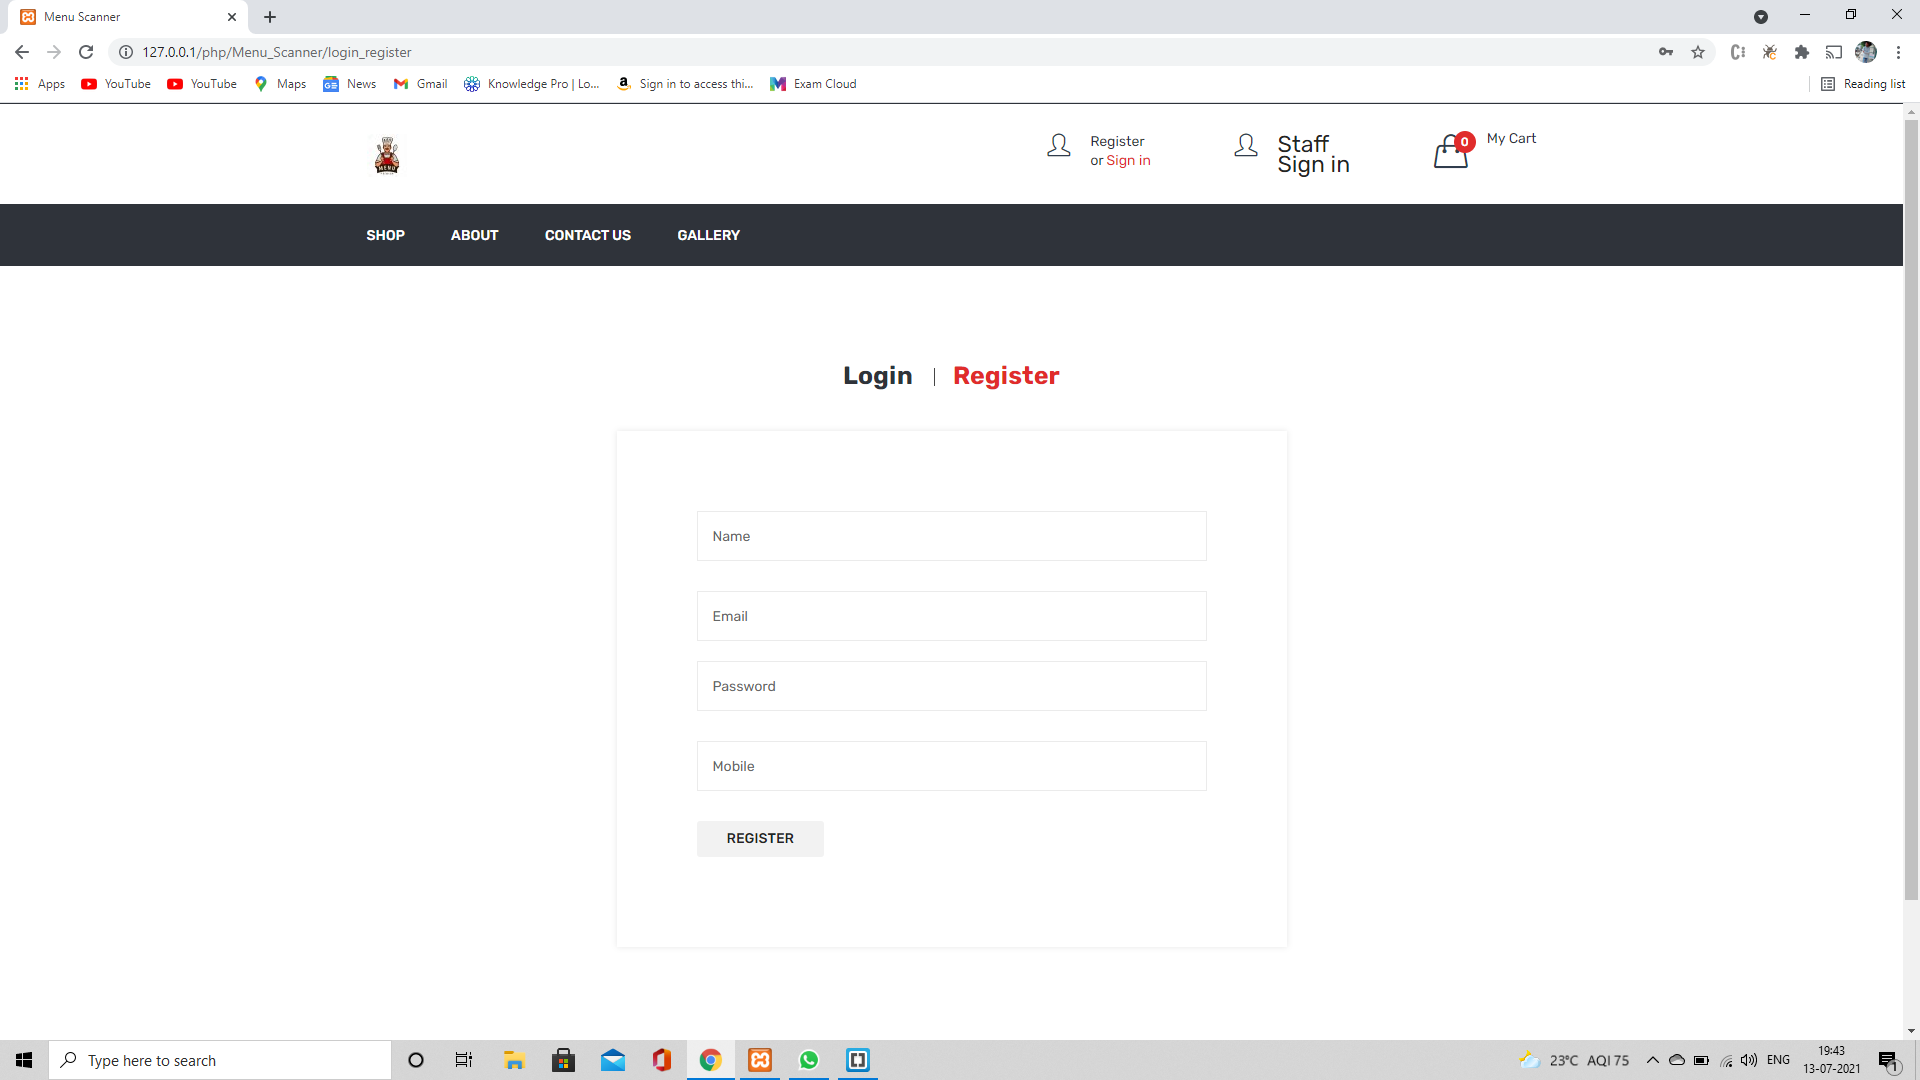 Menu Scanner
127.0.0.1/php/Menu_Scanner/login_register
Apps YouTube YouTube Maps News Gmail Knowledge Pro | Lo... Sign in to access thi... Exam Cloud Reading list
MENU
Register
or Sign in
Staff
Sign in
0
My Cart
SHOP ABOUT CONTACT US GALLERY
Login | Register
Name
Email
Password
Mobile
REGISTER
Type here to search
23°C AQI 75
ENG
19:43
13-07-2021
1